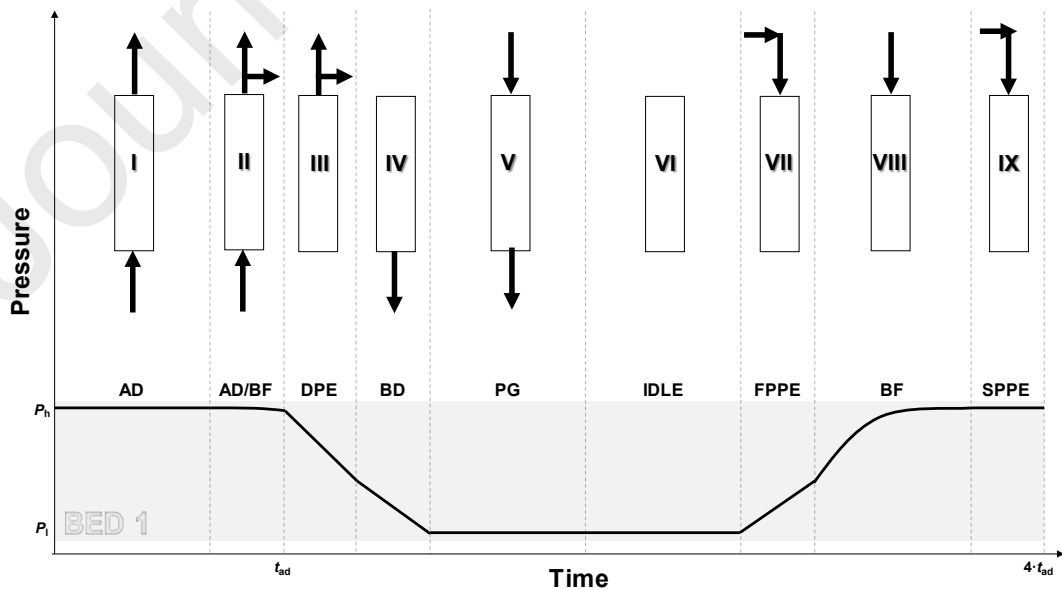 Jour
Pressure
I II III IV V VI VII VIII IX
AD AD/BF DPE BD PG IDLE FPPE BF SPPE
Ph
Pl
BED 1
tad
4·tad
Time